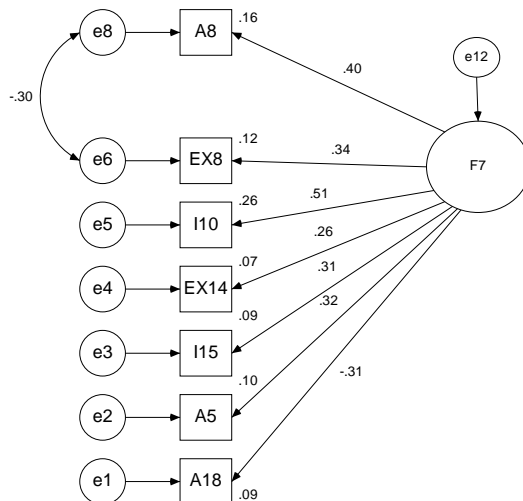 e8
A8
.16
e12
.40
-.30
.12
e6
EX8
.34
F7
.26
.51
e5
I10
.26
.07
e4
EX14
.31
.32
.09
e3
I15
-.31
.10
e2
A5
e1
A18
.09